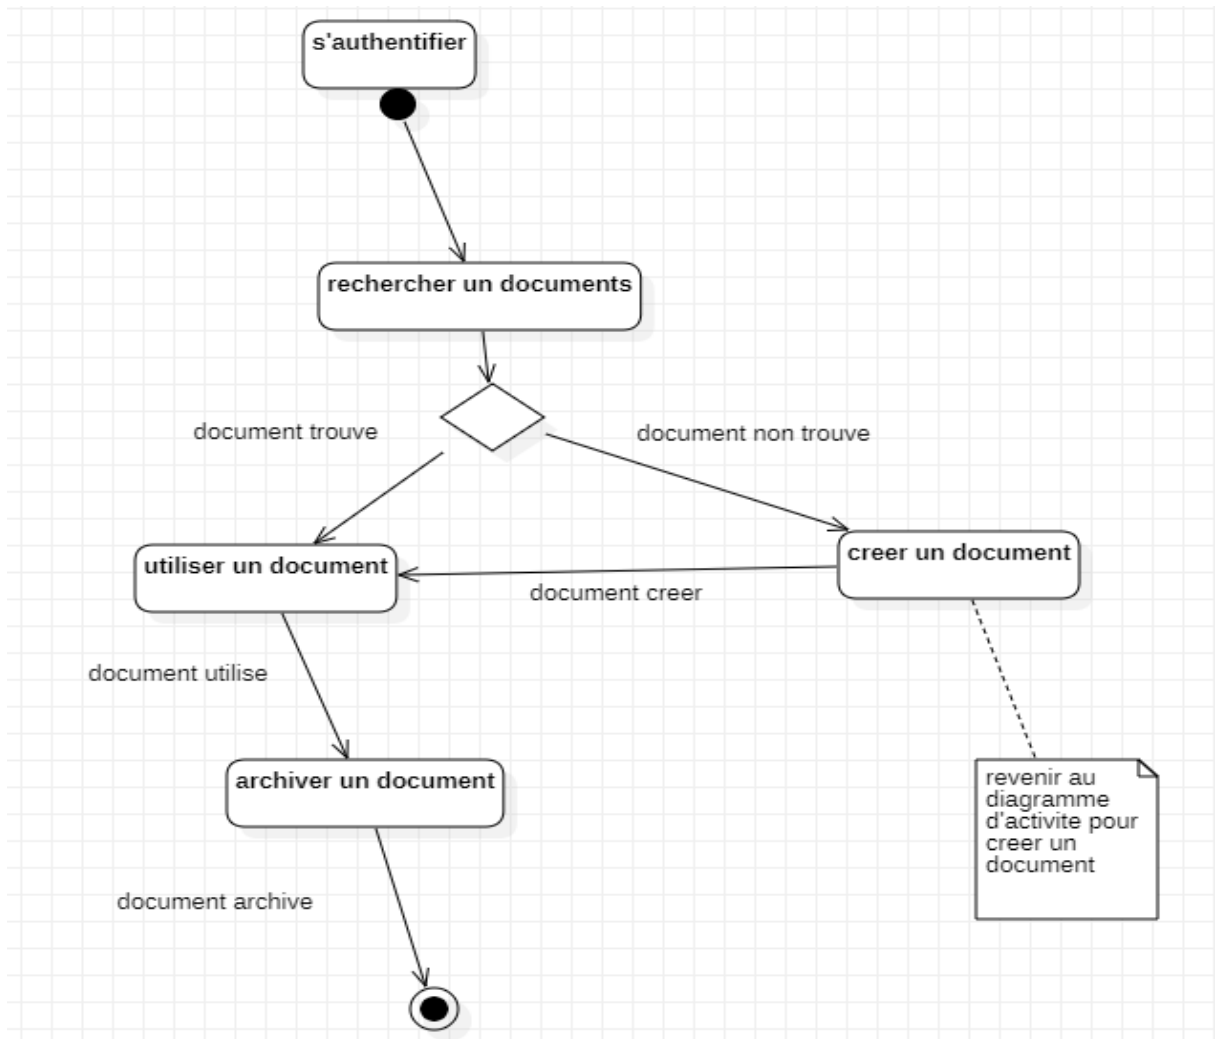 s'authentifier
rechercher un documents
document trouve
document non trouve
utiliser un document
creer un document
document creer
document utilise
archiver un document
revenir au
diagramme
d'activite pour
creer un
document
document archive